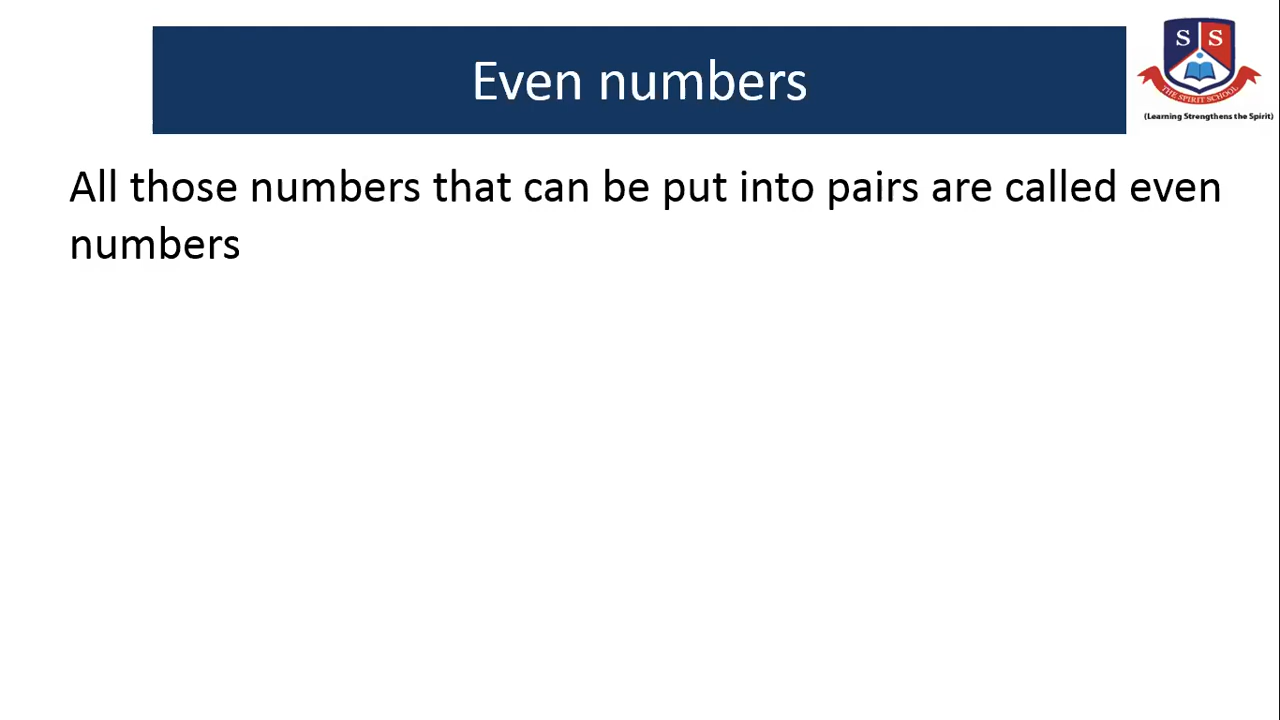 Even numbers
S S
THE SPIRIT SCHOOL
(Learning Strengthens the Spirit)
All those numbers that can be put into pairs are called even
numbers